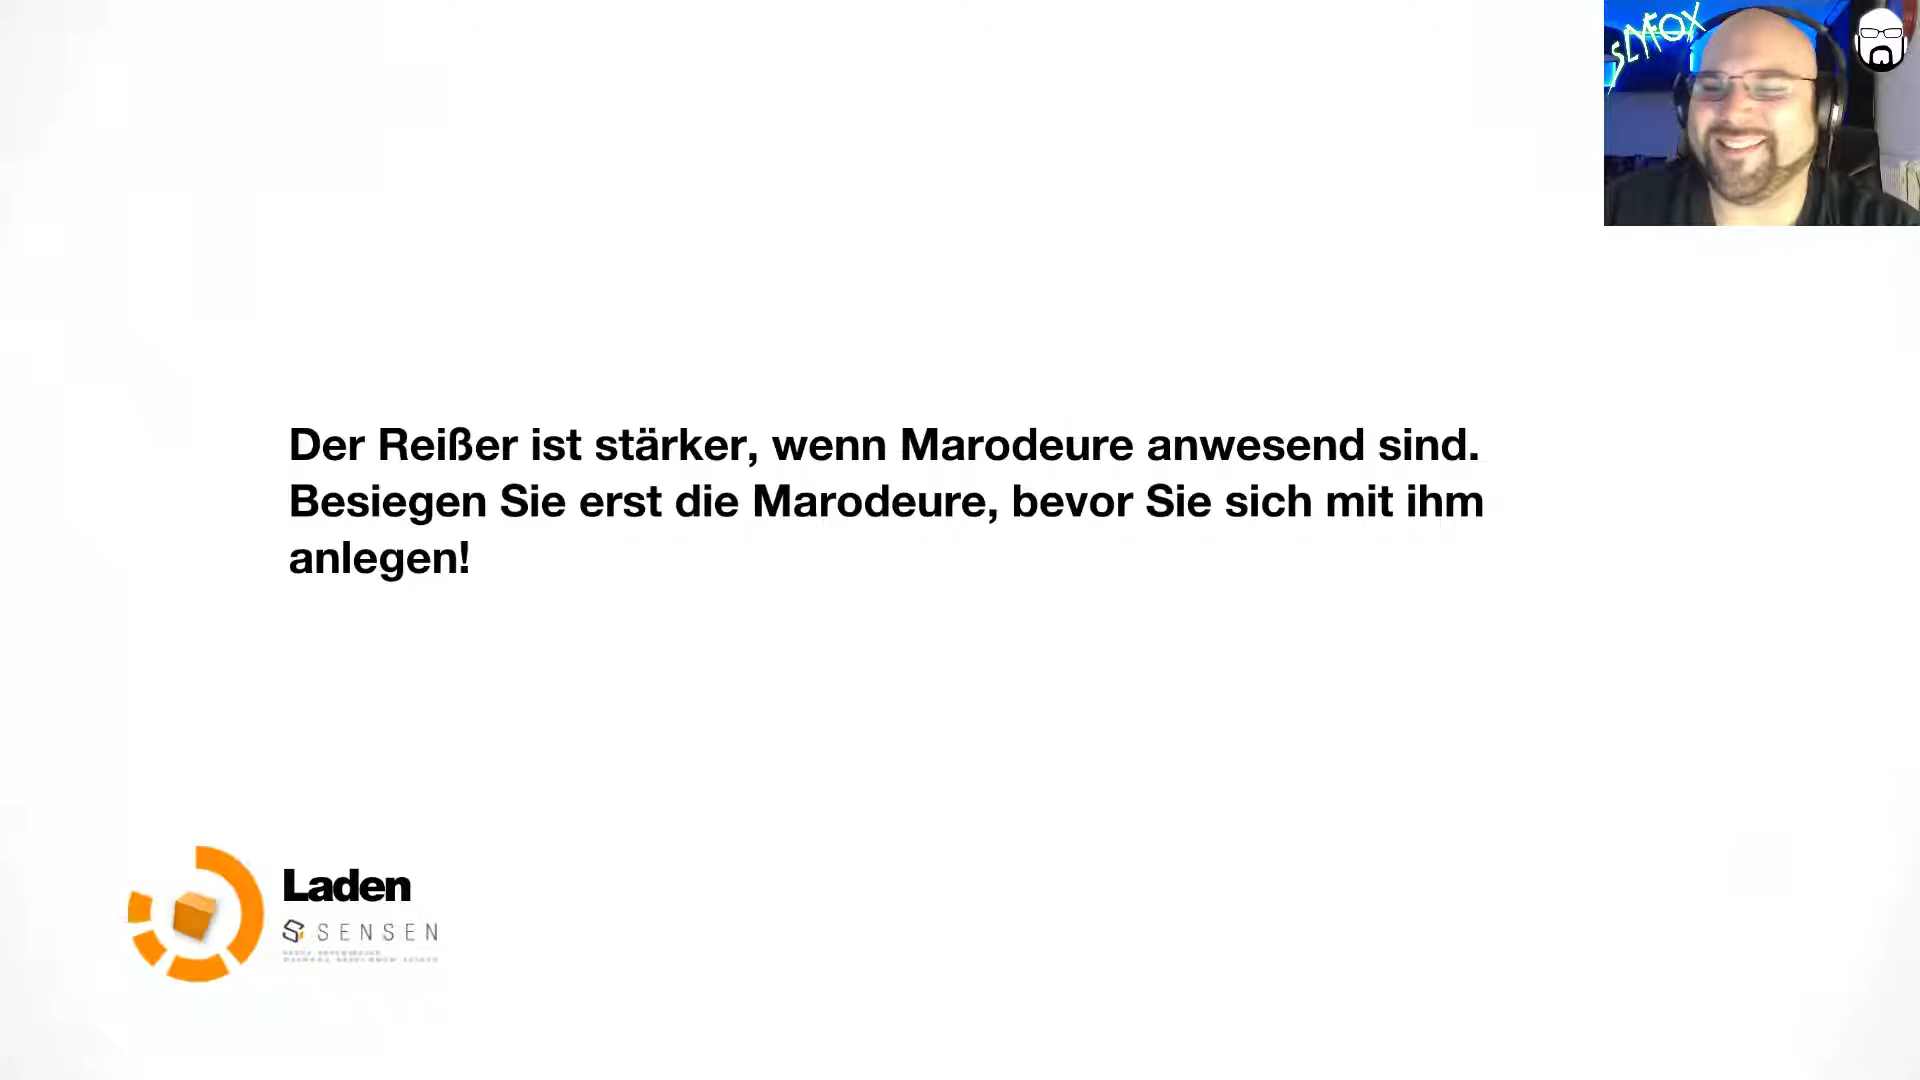 SLYFOX
Der Reißer ist stärker, wenn Marodeure anwesend sind.
Besiegen Sie erst die Marodeure, bevor Sie sich mit ihm
anlegen!
Laden
SENSEN